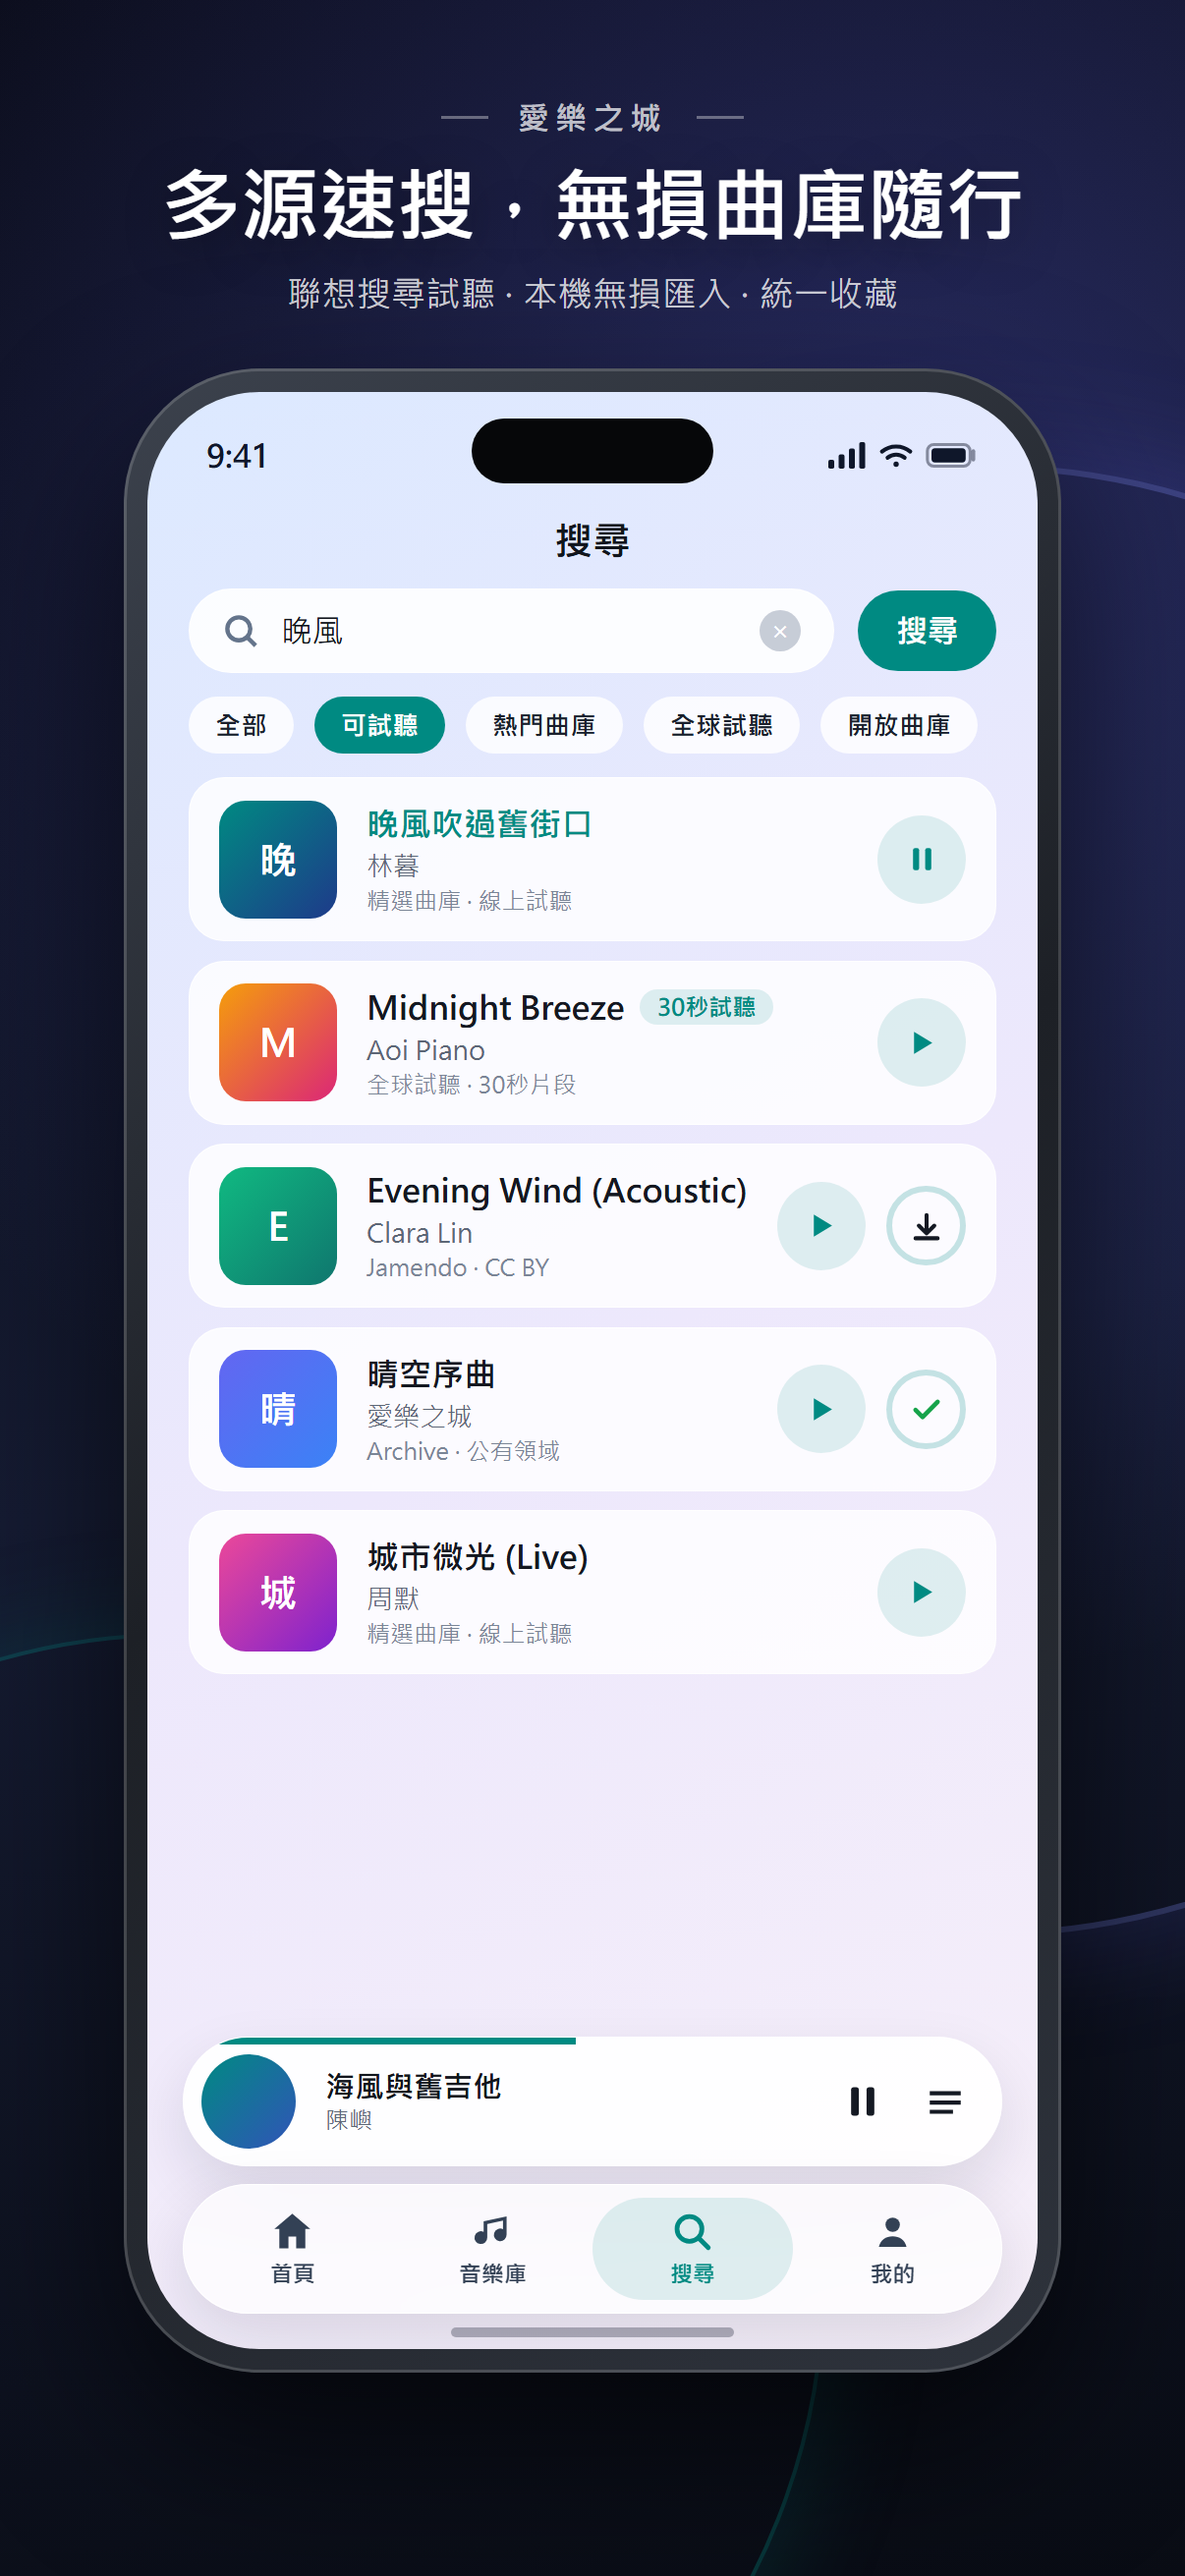 愛樂之城
多源速搜，無損曲庫隨行
聯想搜尋試聽 · 本機無損匯入 · 統一收藏
9:41
搜尋
晚風
搜尋
全部 可試聽 熱門曲庫 全球試聽 開放曲庫
晚
晚風吹過舊街口
林暮
精選曲庫 · 線上試聽
M
Midnight Breeze 30秒試聽
Aoi Piano
全球試聽 · 30秒片段
E
Evening Wind (Acoustic)
Clara Lin
Jamendo · CC BY
晴
晴空序曲
愛樂之城
Archive · 公有領域
城
城市微光 (Live)
周默
精選曲庫 · 線上試聽
海風與舊吉他
陳嶼
首頁 音樂庫 搜尋 我的